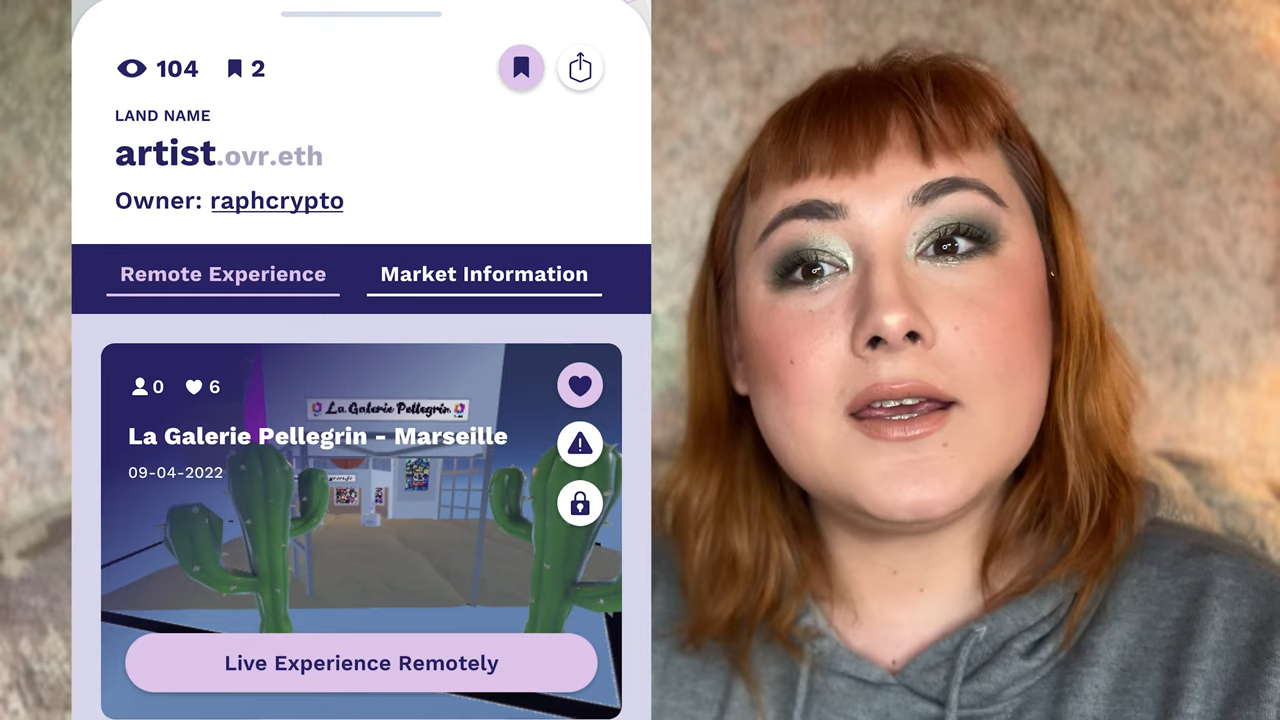 104 2
LAND NAME
artist.ovr.eth
Owner: raphcrypto
Remote Experience Market Information
0 6
La Galerie Pellegrin
La Galerie Pellegrin - Marseille
09-04-2022
Live Experience Remotely